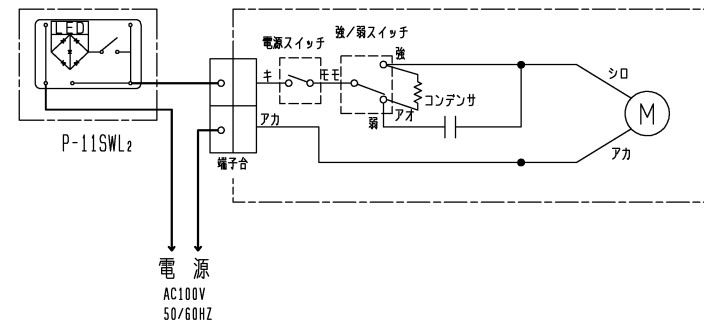 LED
P-11SWL2
電源スイッチ
強/弱スイッチ
強
キ
モモ
コンデンサ
アオ
弱
アカ
端子台
シロ
M
アカ
電 源
AC100V
50/60HZ